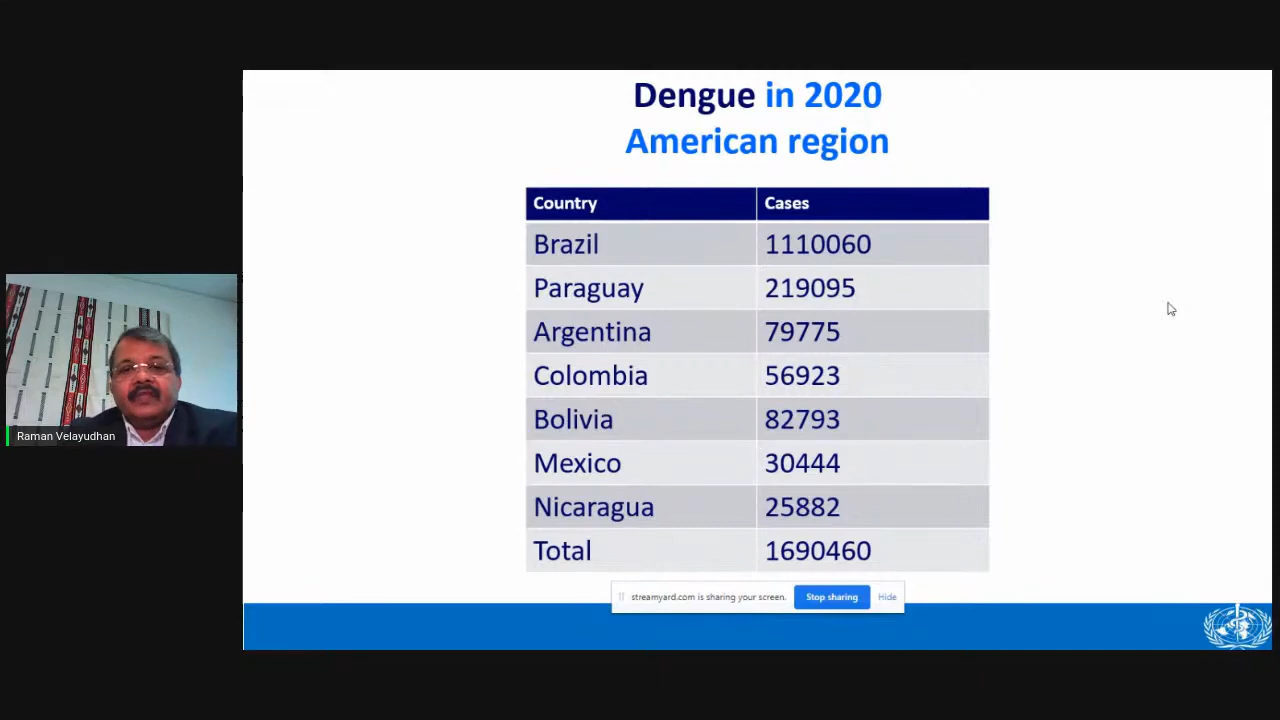 Dengue in 2020
American region
Country Cases
Brazil 1110060
Paraguay 219095
Argentina 79775
Colombia 56923
Bolivia 82793
Mexico 30444
Nicaragua 25882
Total 1690460
streamyard.com is sharing your screen. Stop sharing Hide
Raman Velayudhan